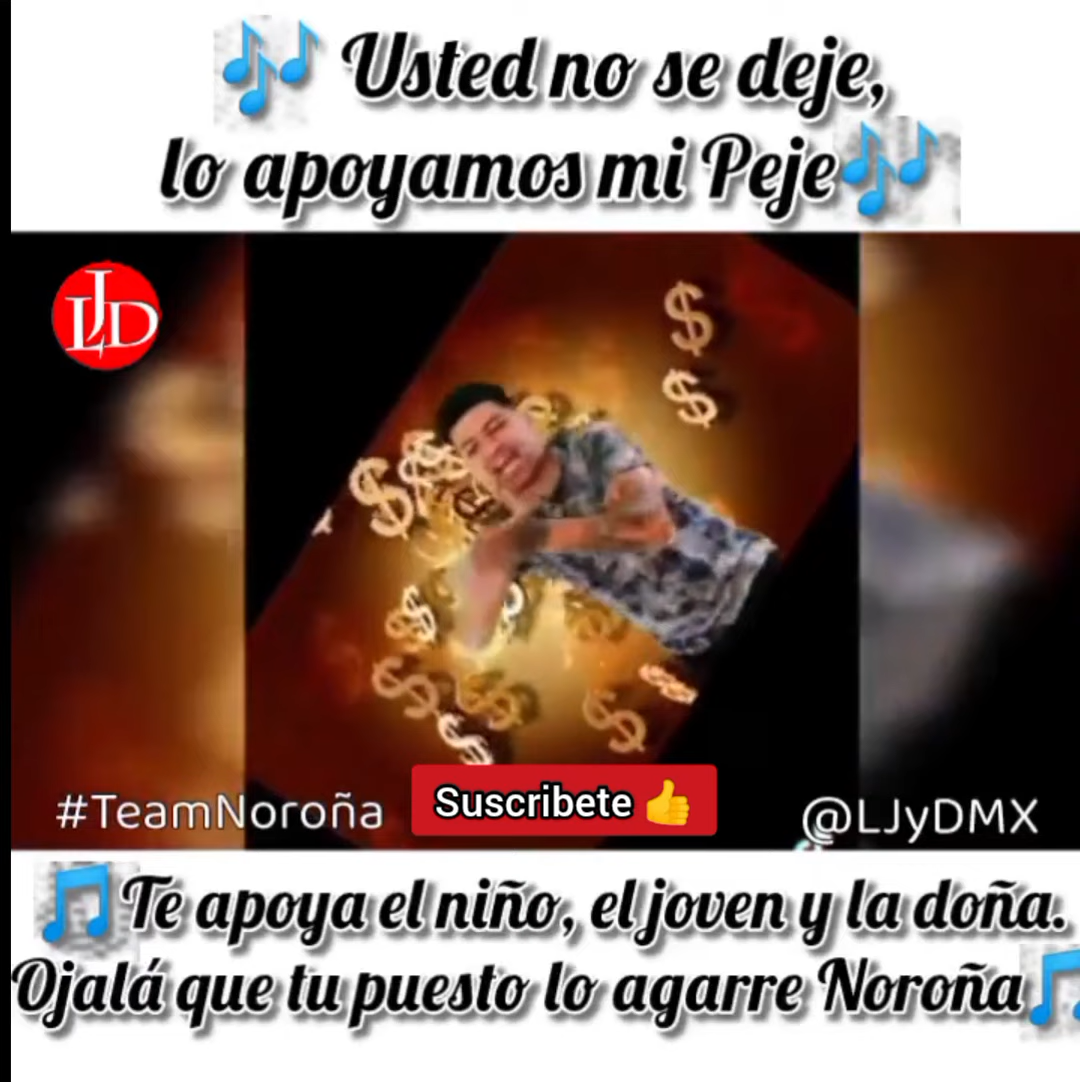 🎶 Usted no se deje,
lo apoyamos mi Peje🎶
LJD
#TeamNoroña
Suscribete 👍
@LJyDMX
🎵Te apoya el niño, el joven y la doña.
Ojalá que tu puesto lo agarre Noroña🎵